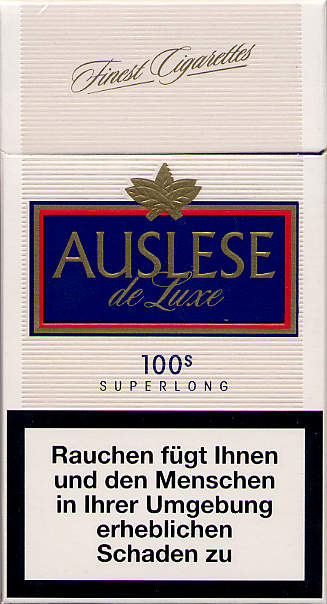 Finest Cigarettes
AUSLESE
de Luxe
100s
SUPERLONG
Rauchen fügt Ihnen
und den Menschen
in Ihrer Umgebung
erheblichen
Schaden zu